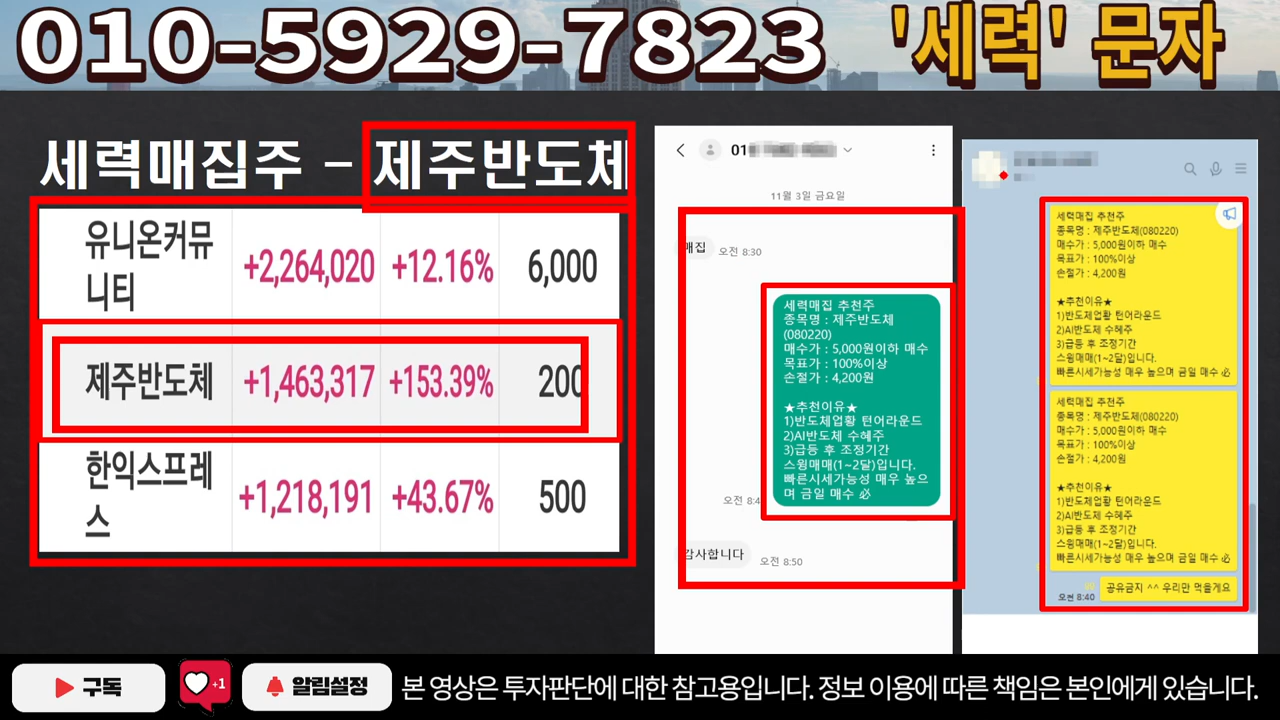 010-5929-7823 '세력' 문자
세력매집주 - 제주반도체
유니온커뮤
니티
+2,264,020 +12.16% 6,000
제주반도체 +1,463,317 +153.39% 200
한익스프레
스
+1,218,191 +43.67% 500
01
11월 3일 금요일
매집 오전 8:30
세력매집 추천주
종목명 : 제주반도체
(080220)
매수가 : 5,000원이하 매수
목표가 : 100%이상
손절가 : 4,200원
★추천이유★
1)반도체업황 턴어라운드
2)AI반도체 수혜주
3)급등 후 조정기간
스윙매매(1~2달)입니다.
빠른시세가능성 매우 높으
며 금일 매수 必
오전 8:4
감사합니다 오전 8:50
세력매집 추천주
종목명 : 제주반도체(080220)
매수가 : 5,000원이하 매수
목표가 : 100%이상
손절가 : 4,200원
★추천이유★
1)반도체업황 턴어라운드
2)AI반도체 수혜주
3)급등 후 조정기간
스윙매매(1~2달)입니다.
빠른시세가능성 매우 높으며 금일 매수 必
세력매집 추천주
종목명 : 제주반도체(080220)
매수가 : 5,000원이하 매수
목표가 : 100%이상
손절가 : 4,200원
★추천이유★
1)반도체업황 턴어라운드
2)AI반도체 수혜주
3)급등 후 조정기간
스윙매매(1~2달)입니다.
빠른시세가능성 매우 높으며 금일 매수 必
오전 8:40 공유금지 ^^ 우리만 먹을게요
구독 +1 알림설정 본 영상은 투자판단에 대한 참고용입니다. 정보 이용에 따른 책임은 본인에게 있습니다.